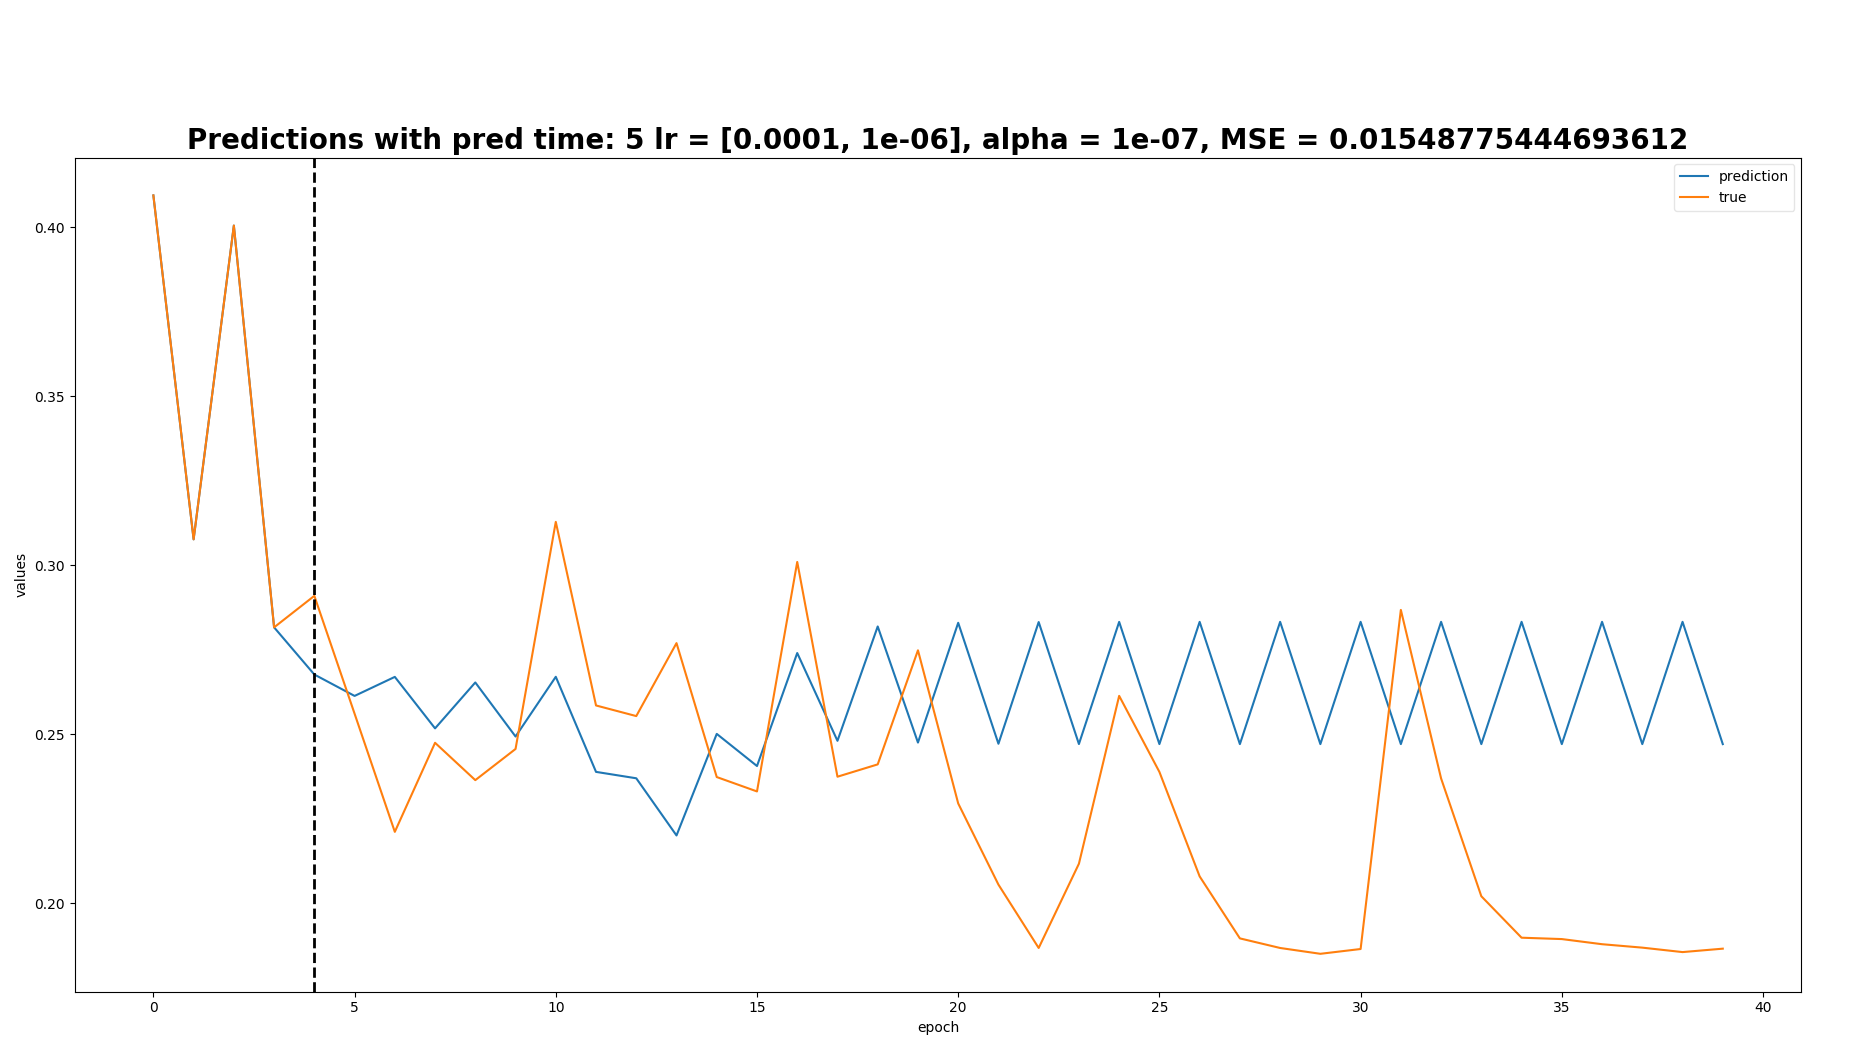 Predictions with pred time: 5 lr = [0.0001, 1e-06], alpha = 1e-07, MSE = 0.01548775444693612
prediction
true
0.40
0.35
0.30
0.25
0.20
values
0 5 10 15 20 25 30 35 40
epoch